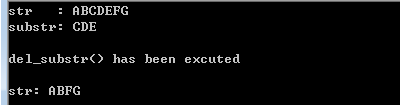 str   : ABCDEFG
substr: CDE
del_substr() has been excuted
str: ABFG